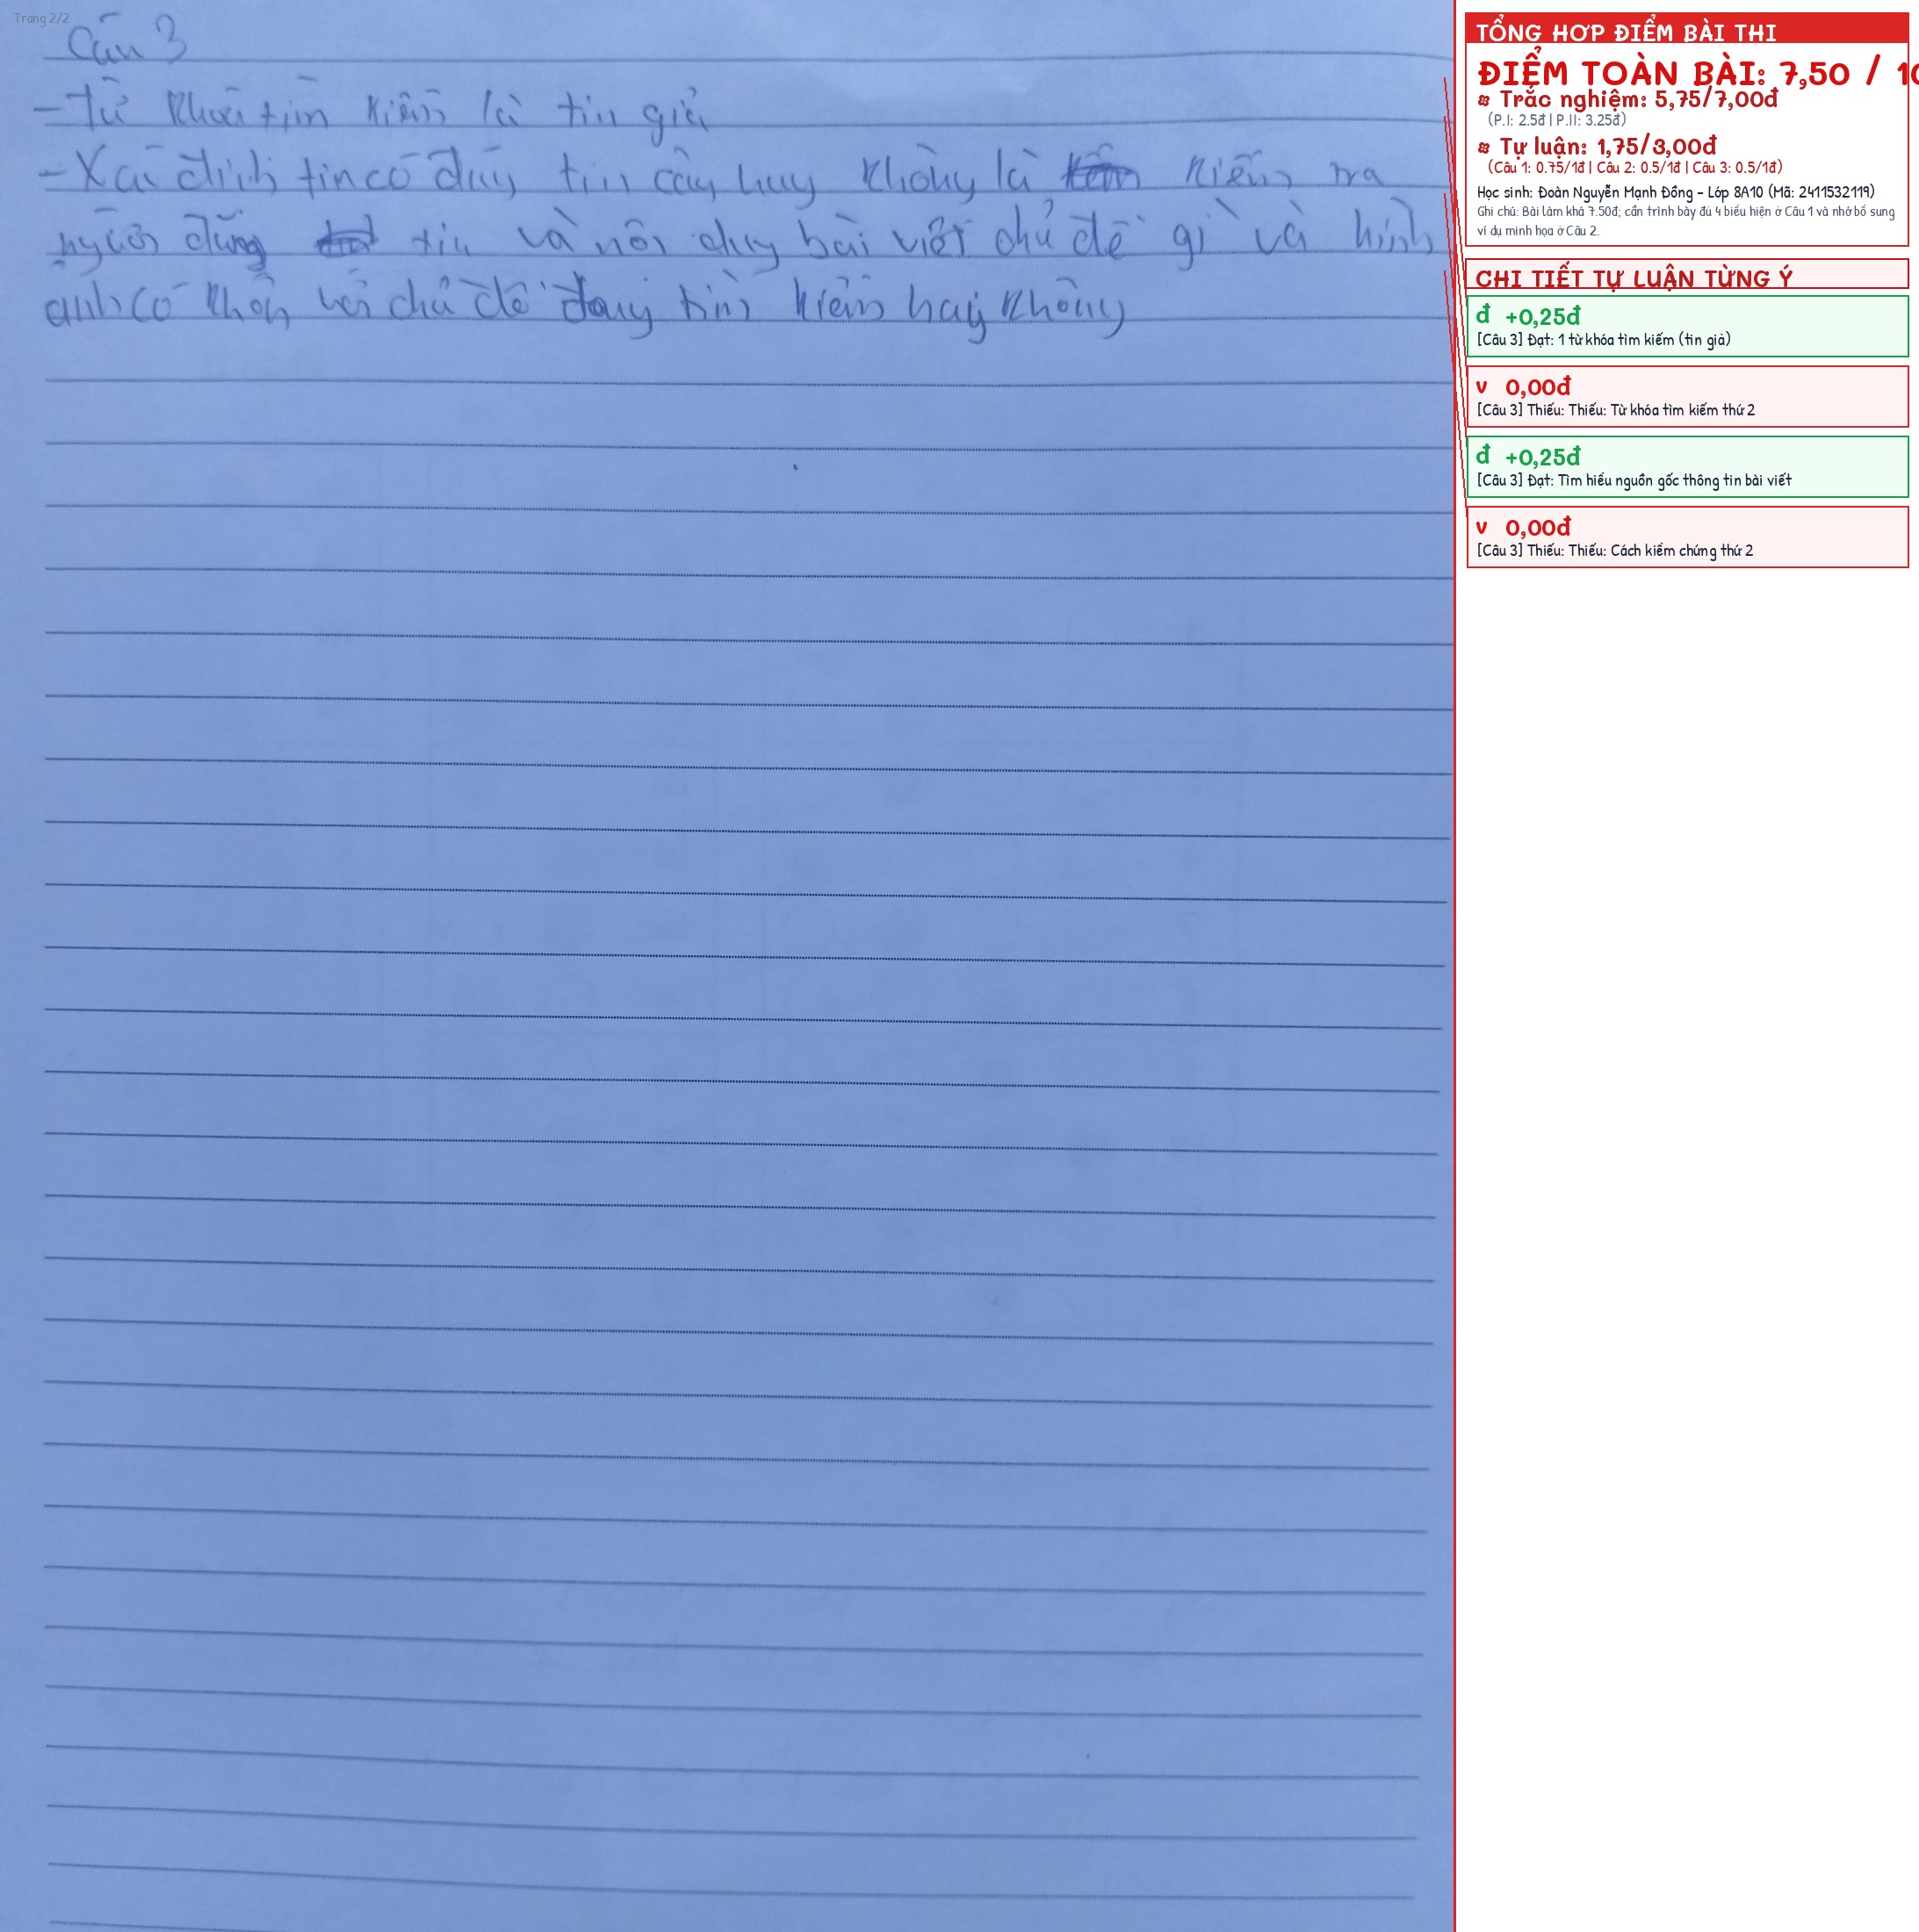 Trang 2/2
Câu 3
- Từ khoá tìm kiếm là tin giả
- Xác định tin có đáng tin cậy hay không là kiểm tra
người đăng tin và nội dung bài viết chủ đề gì và hình
ảnh có khớp với chủ đề đang tìm kiếm hay không
TỔNG HỢP ĐIỂM BÀI THI
ĐIỂM TOÀN BÀI: 7,50 / 10
Trắc nghiệm: 5,75/7,00đ
(P.I: 2.5đ | P.II: 3.25đ)
Tự luận: 1,75/3,00đ
(Câu 1: 0.75/1đ | Câu 2: 0.5/1đ | Câu 3: 0.5/1đ)
Học sinh: Đoàn Nguyễn Mạnh Đồng - Lớp 8A10 (Mã: 2411532119)
Ghi chú: Bài làm khá 7.50đ; cần trình bày đủ 4 biểu hiện ở Câu 1 và nhớ bổ sung
ví dụ minh họa ở Câu 2.
CHI TIẾT TỰ LUẬN TỪNG Ý
đ +0,25đ
[Câu 3] Đạt: 1 từ khóa tìm kiếm (tin giả)
v 0,00đ
[Câu 3] Thiếu: Thiếu: Từ khóa tìm kiếm thứ 2
đ +0,25đ
[Câu 3] Đạt: Tìm hiểu nguồn gốc thông tin bài viết
v 0,00đ
[Câu 3] Thiếu: Thiếu: Cách kiểm chứng thứ 2